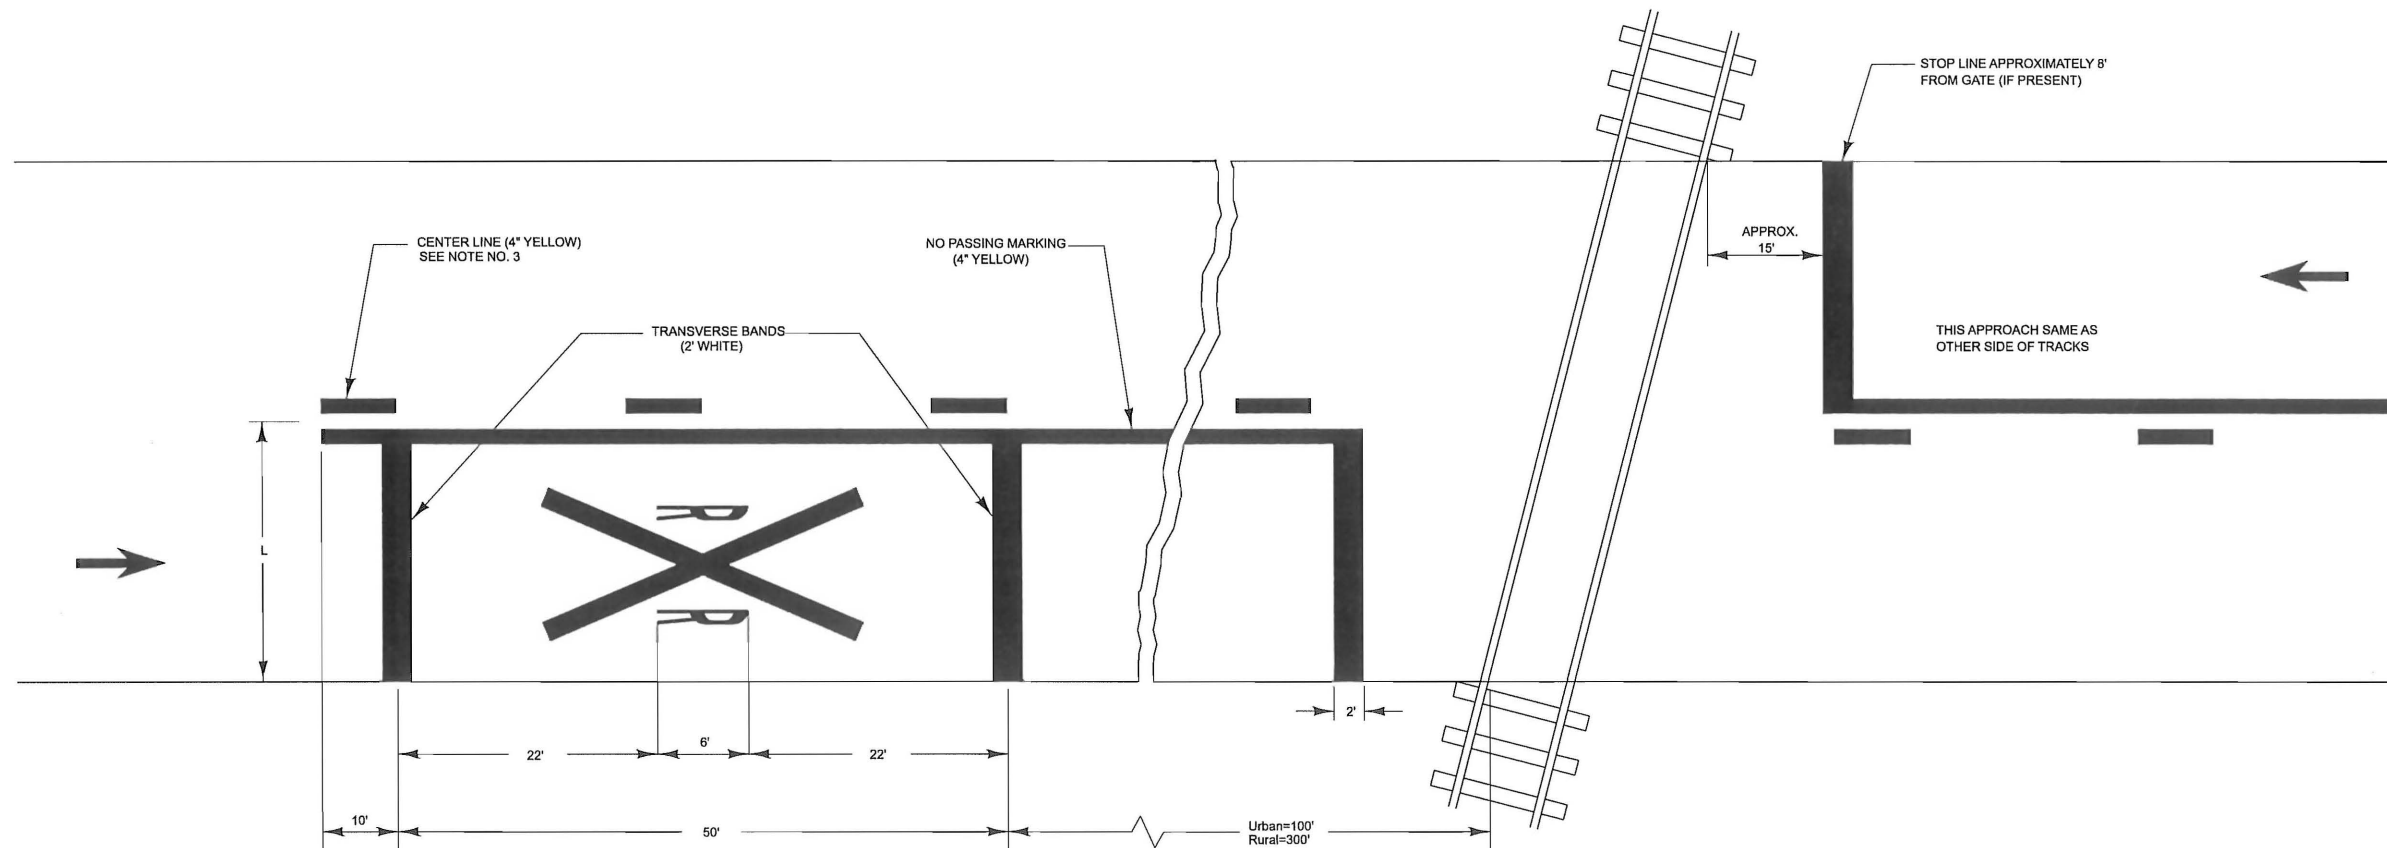 STOP LINE APPROXIMATELY 8'
FROM GATE (IF PRESENT)
APPROX.
15'
CENTER LINE (4" YELLOW)
SEE NOTE NO. 3
NO PASSING MARKING
(4" YELLOW)
TRANSVERSE BANDS
(2' WHITE)
THIS APPROACH SAME AS
OTHER SIDE OF TRACKS
L
R
R
2'
22'
6'
22'
10'
50'
Urban=100'
Rural=300'